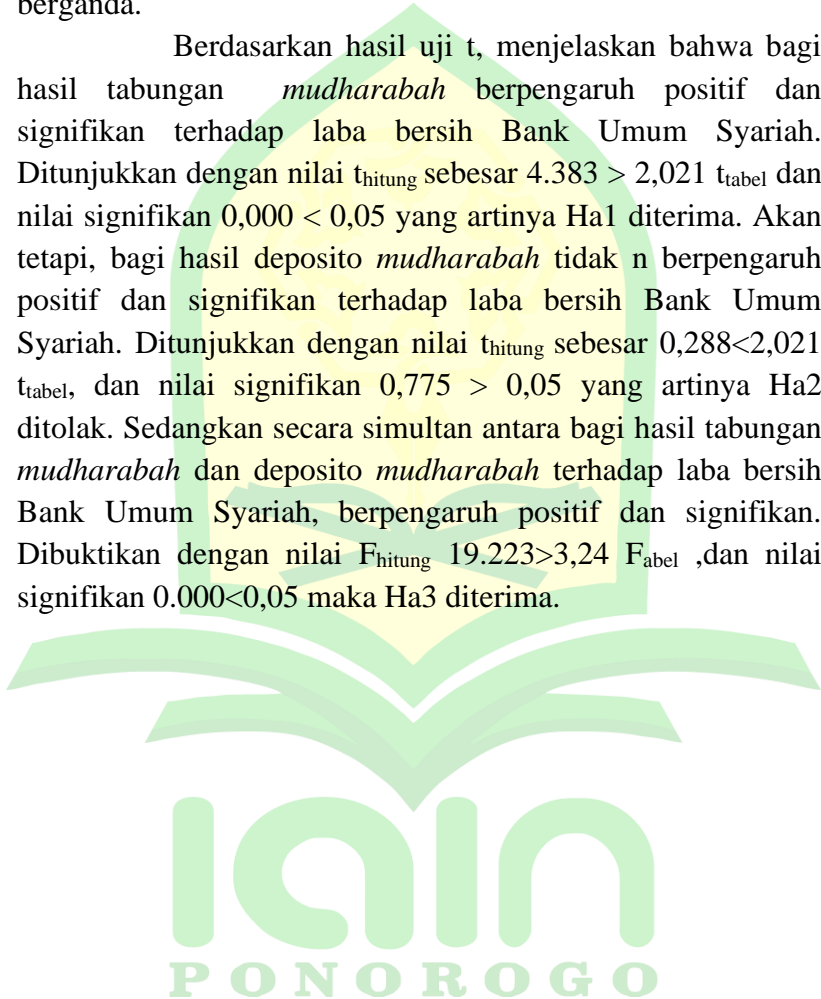 berganda.
Berdasarkan hasil uji t, menjelaskan bahwa bagi
hasil tabungan mudharabah berpengaruh positif dan
signifikan terhadap laba bersih Bank Umum Syariah.
Ditunjukkan dengan nilai thitung sebesar 4.383 > 2,021 ttabel dan
nilai signifikan 0,000 < 0,05 yang artinya Ha1 diterima. Akan
tetapi, bagi hasil deposito mudharabah tidak n berpengaruh
positif dan signifikan terhadap laba bersih Bank Umum
Syariah. Ditunjukkan dengan nilai thitung sebesar 0,288<2,021
ttabel, dan nilai signifikan 0,775 > 0,05 yang artinya Ha2
ditolak. Sedangkan secara simultan antara bagi hasil tabungan
mudharabah dan deposito mudharabah terhadap laba bersih
Bank Umum Syariah, berpengaruh positif dan signifikan.
Dibuktikan dengan nilai Fhitung 19.223>3,24 Fabel ,dan nilai
signifikan 0.000<0,05 maka Ha3 diterima.
IAIN
PONOROGO